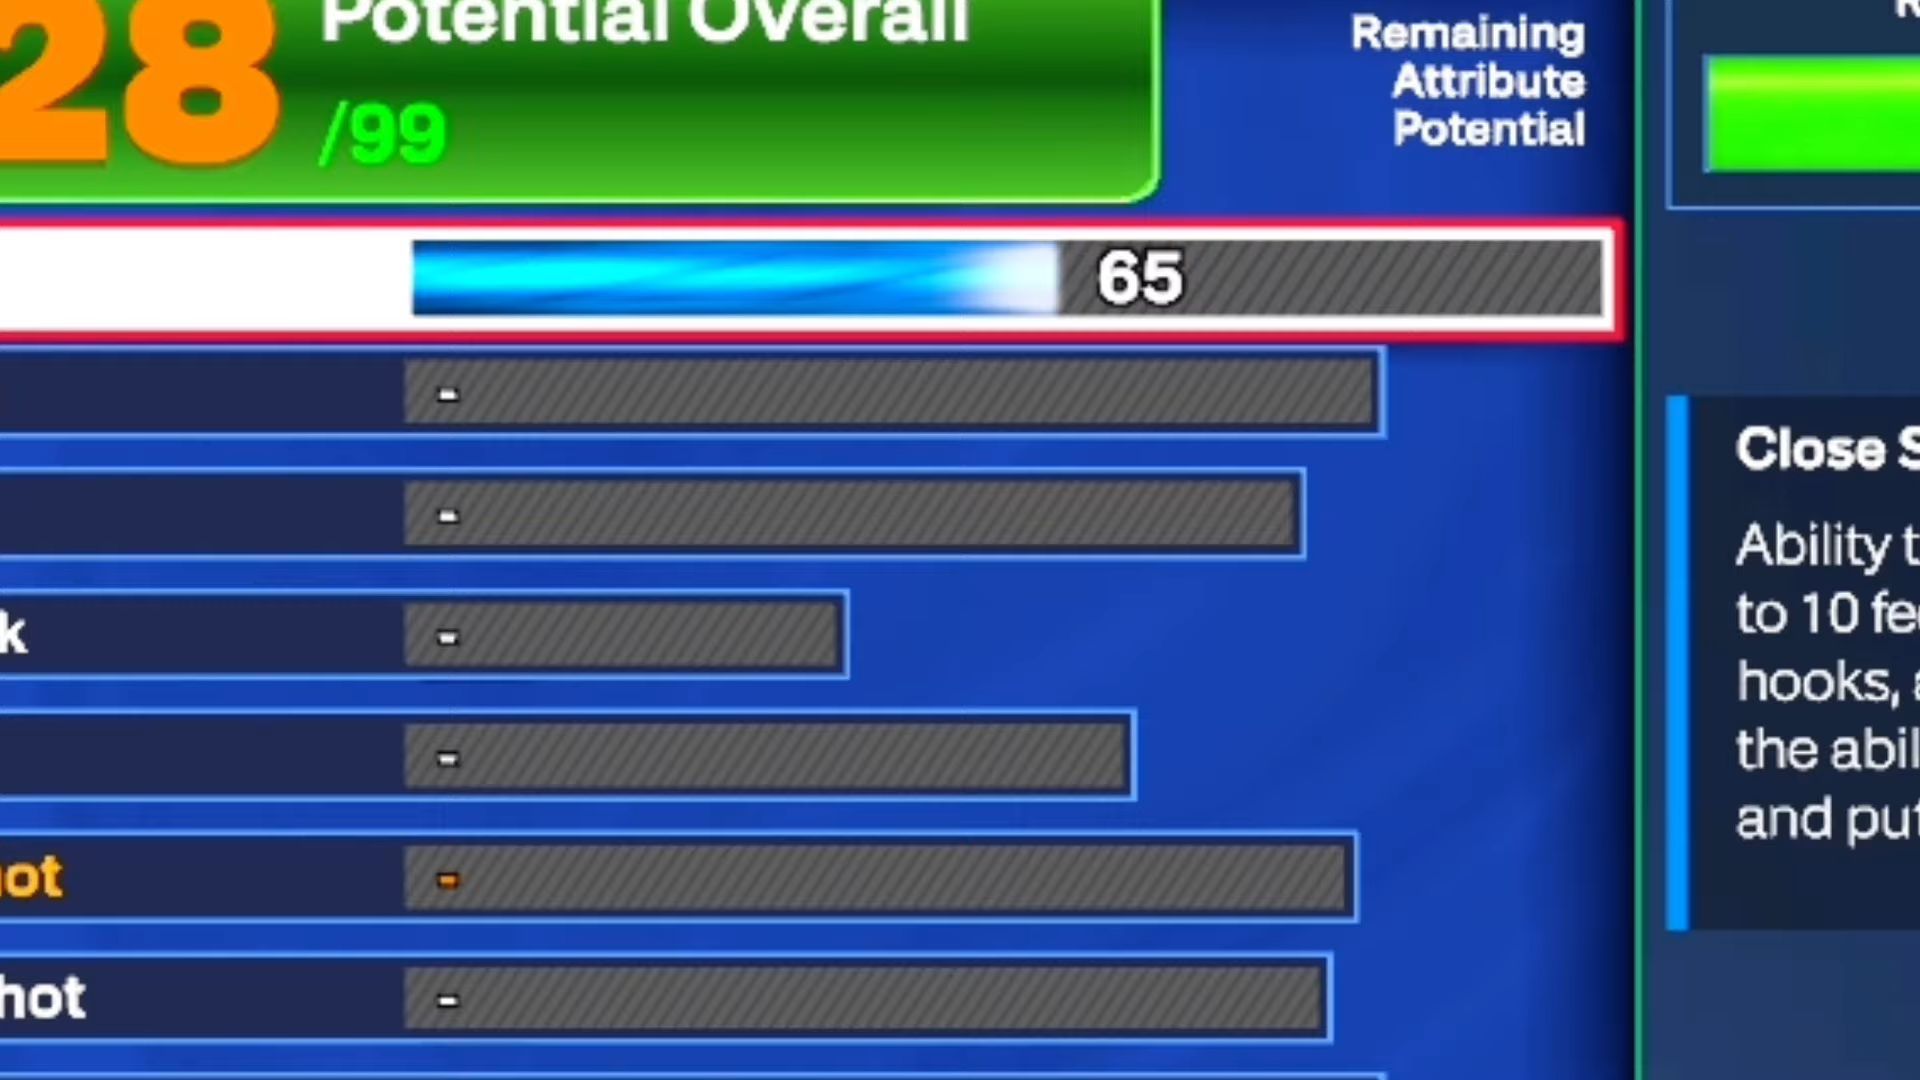 28
Potential Overall
/99
Remaining
Attribute
Potential
65
-
-
k
-
-
ot
-
hot
-
Close S
Ability t
to 10 fe
hooks,
the abil
and put